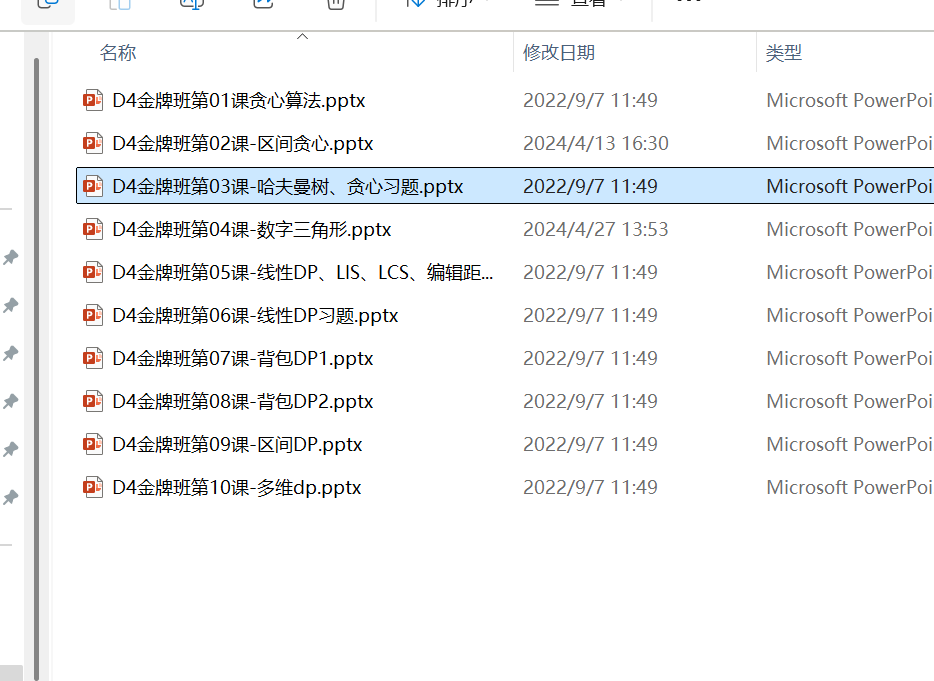 名称 修改日期 类型
D4金牌班第01课贪心算法.pptx 2022/9/7 11:49 Microsoft PowerPoi
D4金牌班第02课-区间贪心.pptx 2024/4/13 16:30 Microsoft PowerPoi
D4金牌班第03课-哈夫曼树、贪心习题.pptx 2022/9/7 11:49 Microsoft PowerPoi
D4金牌班第04课-数字三角形.pptx 2024/4/27 13:53 Microsoft PowerPoi
D4金牌班第05课-线性DP、LIS、LCS、编辑距... 2022/9/7 11:49 Microsoft PowerPoi
D4金牌班第06课-线性DP习题.pptx 2022/9/7 11:49 Microsoft PowerPoi
D4金牌班第07课-背包DP1.pptx 2022/9/7 11:49 Microsoft PowerPoi
D4金牌班第08课-背包DP2.pptx 2022/9/7 11:49 Microsoft PowerPoi
D4金牌班第09课-区间DP.pptx 2022/9/7 11:49 Microsoft PowerPoi
D4金牌班第10课-多维dp.pptx 2022/9/7 11:49 Microsoft PowerPoi